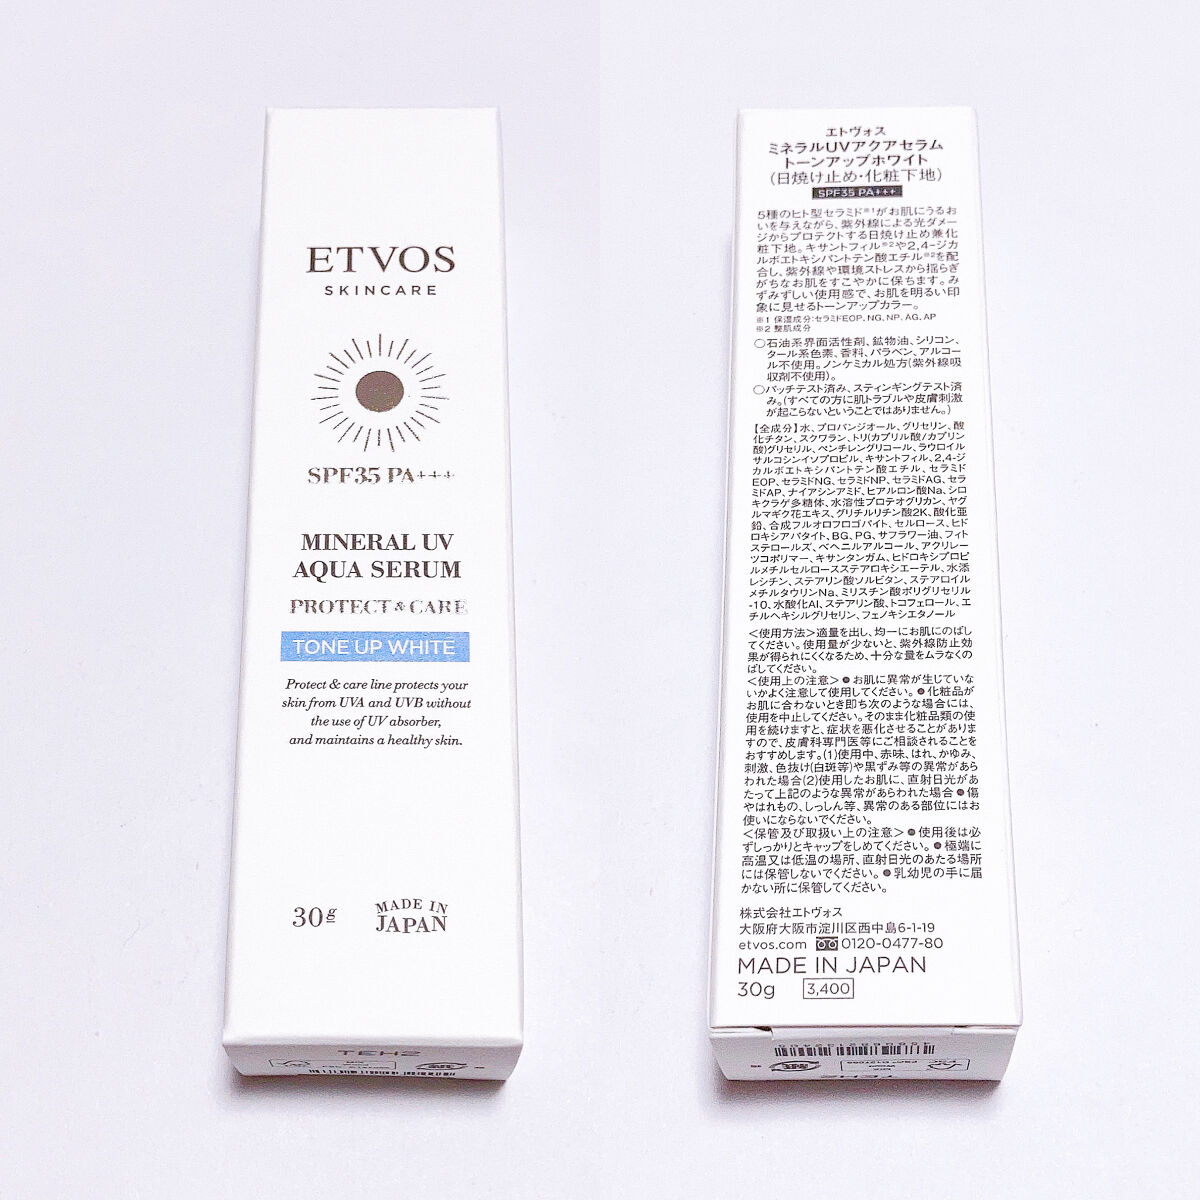 ETVOS
SKINCARE
SPF35 PA+++
MINERAL UV
AQUA SERUM
PROTECT & CARE
TONE UP WHITE
Protect & care line protects your
skin from UVA and UVB without
the use of UV absorber,
and maintains a healthy skin.
30g
MADE IN
JAPAN
TEH2
エトヴォス
ミネラルUVアクアセラム
トーンアップホワイト
(日焼け止め・化粧下地)
SPF35 PA+++
5種のヒト型セラミド※1がお肌にうるお
いを与えながら、紫外線による光ダメー
ジからプロテクトする日焼け止め兼化
粧下地。キサントフィル※2や2,4-ジカ
ルボエトキシパントテン酸エチル※2を配
合し、紫外線や環境ストレスから揺らぎ
がちなお肌をすこやかに保ちます。み
ずみずしい使用感で、お肌を明るい印
象に見せるトーンアップカラー。
※1 保湿成分:セラミドEOP、NG、NP、AG、AP
※2 整肌成分
○石油系界面活性剤、鉱物油、シリコン、
タール系色素、香料、パラベン、アルコー
ル不使用。ノンケミカル処方(紫外線吸
収剤不使用)。
○パッチテスト済み、スティンギングテスト済
み。(すべての方に肌トラブルや皮膚刺激
が起こらないということではありません。)
【全成分】水、プロパンジオール、グリセリン、酸
化チタン、スクワラン、トリ(カプリル酸/カプリン
酸)グリセリル、ペンチレングリコール、ラウロイル
サルコシンイソプロピル、キサントフィル、2,4-ジ
カルボエトキシパントテン酸エチル、セラミド
EOP、セラミドNG、セラミドNP、セラミドAG、セラ
ミドAP、ナイアシンアミド、ヒアルロン酸Na、シロ
キクラゲ多糖体、水溶性プロテオグリカン、ヤグ
ルマギク花エキス、グリチルリチン酸2K、酸化亜
鉛、合成フルオロフロゴパイト、セルロース、ヒド
ロキシアパタイト、BG、PG、サフラワー油、フィト
ステロールズ、ベヘニルアルコール、アクリレー
ツコポリマー、キサンタンガム、ヒドロキシプロピ
ルメチルセルロースステアロキシエーテル、水添
レシチン、ステアリン酸ソルビタン、ステアロイル
メチルタウリンNa、ミリスチン酸ポリグリセリル
-10、水酸化Al、ステアリン酸、トコフェロール、エ
チルヘキシルグリセリン、フェノキシエタノール
<使用方法>適量を出し、均一にお肌にのばし
てください。使用量が少ないと、紫外線防止効
果が得られにくくなるため、十分な量をムラなくの
ばしてください。
<使用上の注意>●お肌に異常が生じていな
いかよく注意して使用してください。●化粧品が
お肌に合わないとき即ち次のような場合には、
使用を中止してください。そのまま化粧品類の使
用を続けますと、症状を悪化させることがありま
すので、皮膚科専門医等にご相談されることを
おすすめします。(1)使用中、赤味、はれ、かゆみ、
刺激、色抜け(白斑等)や黒ずみ等の異常があら
われた場合(2)使用したお肌に、直射日光があ
たって上記のような異常があらわれた場合●傷
やはれもの、しっしん等、異常のある部位にはお
使いにならないでください。
<保管及び取扱い上の注意>●使用後は必
ずしっかりとキャップをしめてください。●極端に
高温又は低温の場所、直射日光のあたる場所
には保管しないでください。●乳幼児の手に届
かない所に保管してください。
株式会社エトヴォス
大阪府大阪市淀川区西中島6-1-19
etvos.com 0120-0477-80
MADE IN JAPAN
30g 3,400
TEH2